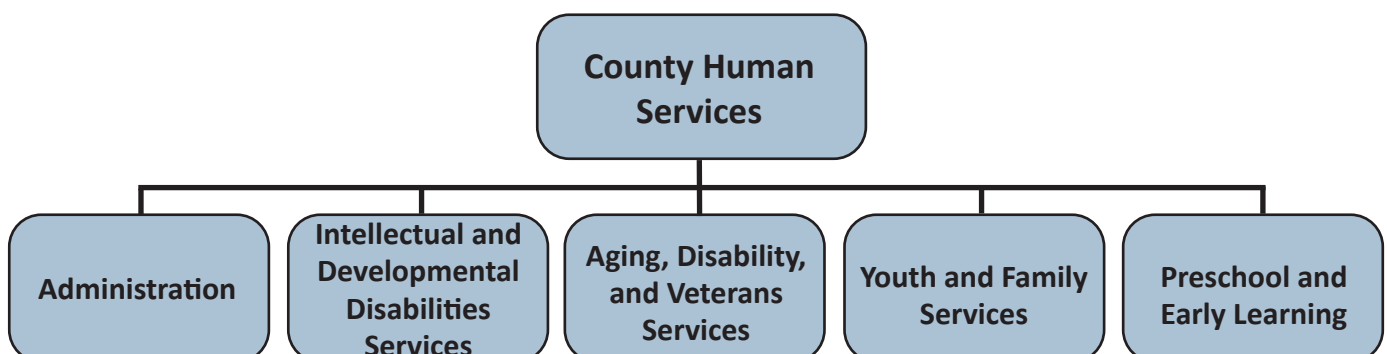 County Human
Services
Administration
Intellectual and
Developmental
Disabilities
Services
Aging, Disability,
and Veterans
Services
Youth and Family
Services
Preschool and
Early Learning